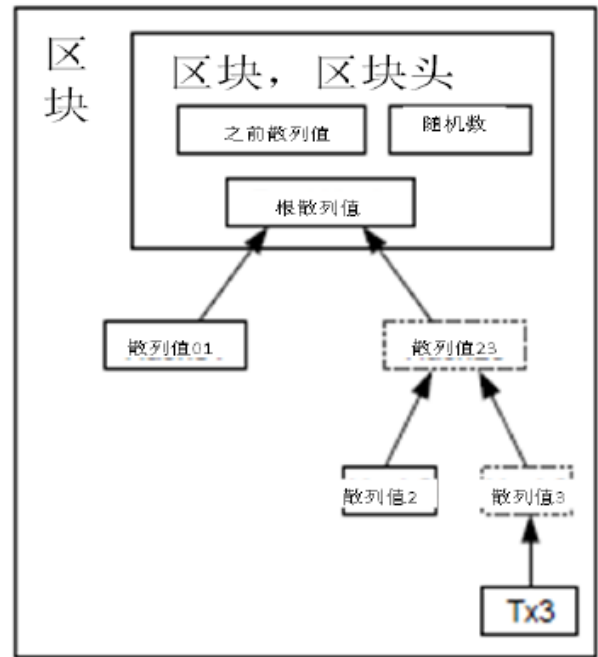 区
块
区块，区块头
之前散列值
随机数
根散列值
散列值01
散列值23
散列值2
散列值3
Tx3